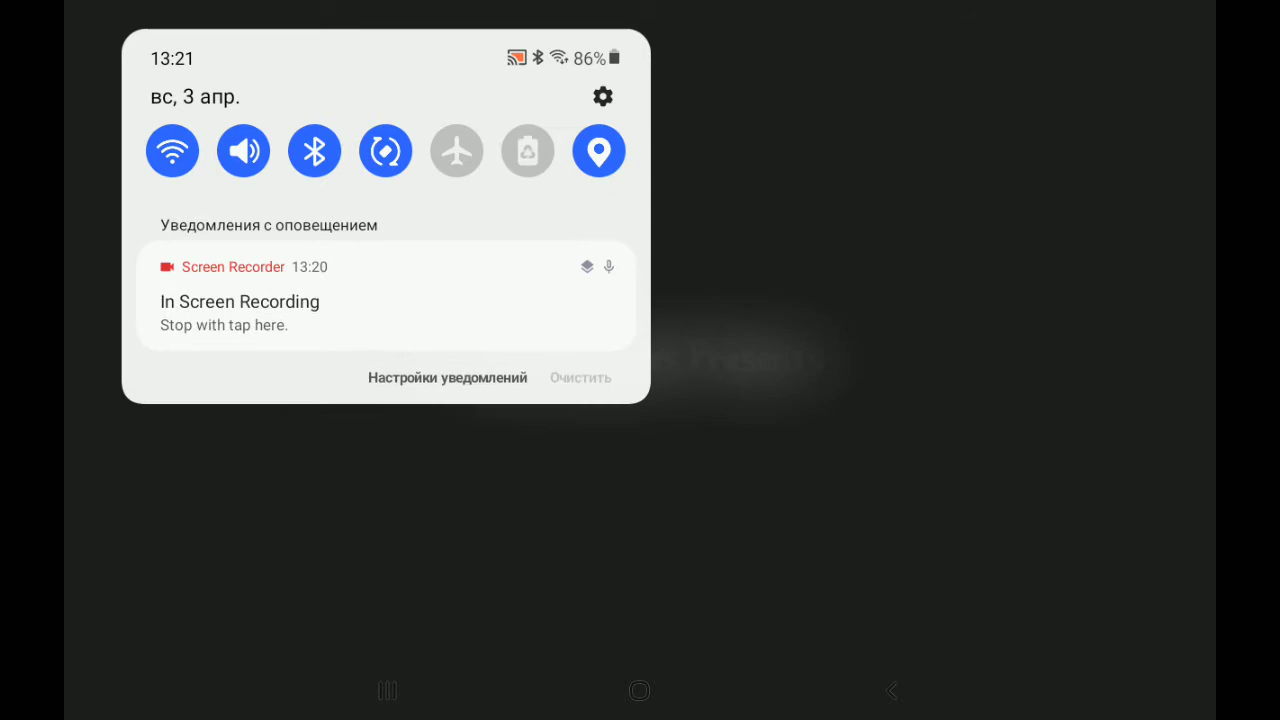 13:21
86%
вс, 3 апр.
Уведомления с оповещением
Screen Recorder 13:20
In Screen Recording
Stop with tap here.
Настройки уведомлений Очистить